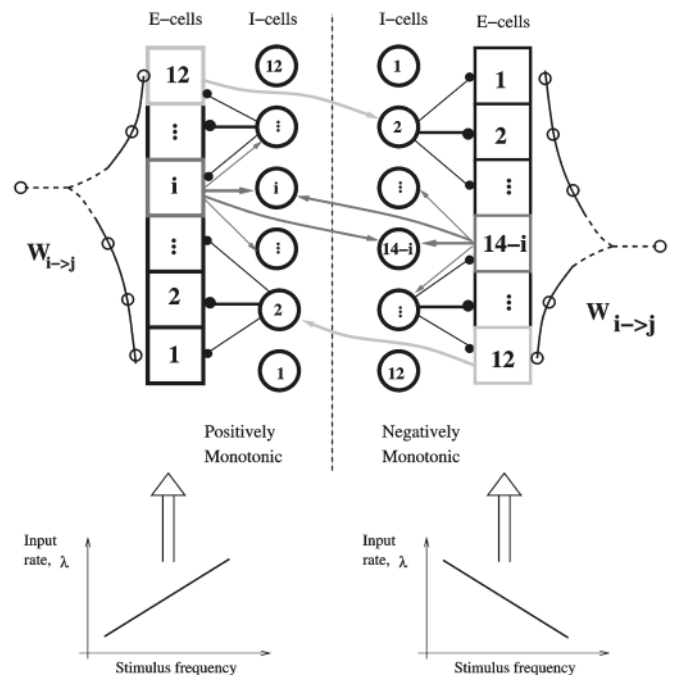 E−cells I−cells I−cells E−cells
12 12 1 1
⋮ ⋮ 2 2
i i ⋮ ⋮
W i−>j ⋮ ⋮ 14−i 14−i
2 2 ⋮ ⋮ W i−>j
1 1 12 12
Positively Negatively
Monotonic Monotonic
Input Input
rate, λ rate, λ
Stimulus frequency Stimulus frequency